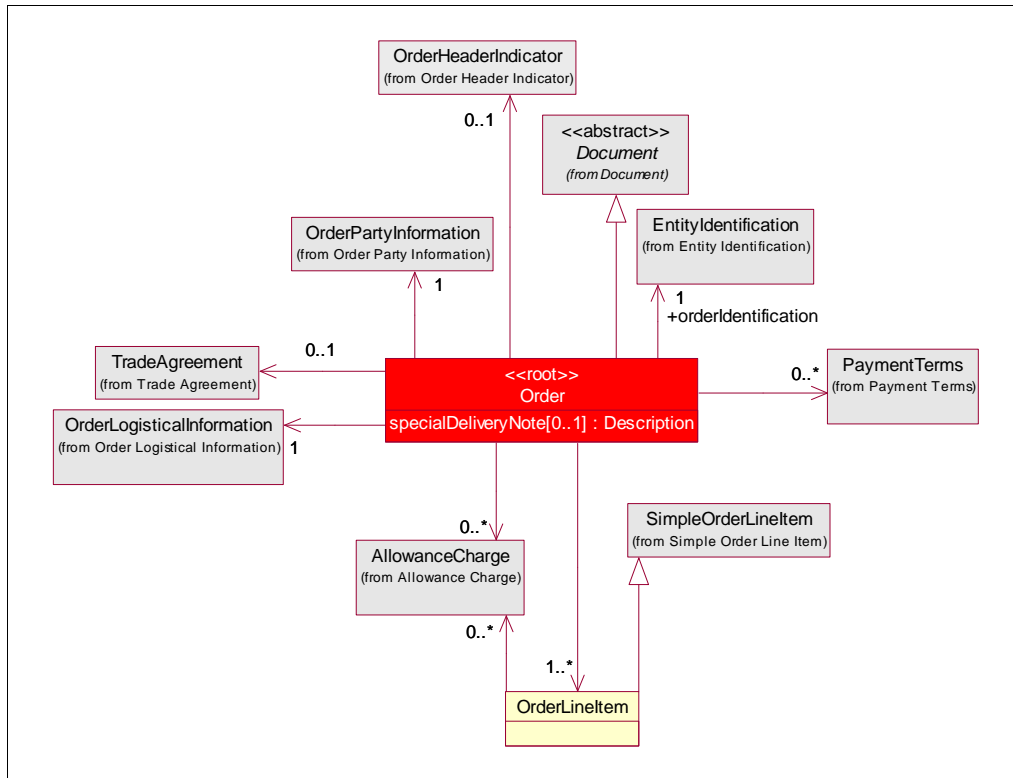 OrderHeaderIndicator
(from Order Header Indicator)
0..1
<<abstract>>
Document
(from Document)
OrderPartyInformation
(from Order Party Information)
1
EntityIdentification
(from Entity Identification)
1
+orderIdentification
TradeAgreement
(from Trade Agreement)
0..1
<<root>>
Order
specialDeliveryNote[0..1] : Description
0..*
PaymentTerms
(from Payment Terms)
OrderLogisticalInformation
(from Order Logistical Information)
1
0..*
AllowanceCharge
(from Allowance Charge)
0..*
SimpleOrderLineItem
(from Simple Order Line Item)
1..*
OrderLineItem